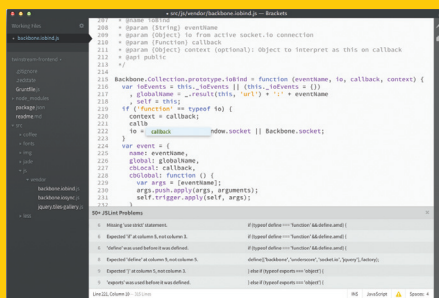 src/js/vendor/backbone.iobind.js — Brackets
Working Files
backbone.iobind.js
Gruntfile.js
node_modules
package.json
readme.md
src
coffee
fonts
img
jade
js
vendor
backbone.iobind.js
backbone.iosync.js
jquery.tiles-gallery.js
207 * @name ioBind
208 * @param {String} eventName
209 * @param {Object} io from active socket.io connection
210 * @param {Function} callback
211 * @param {Object} context (optional): Object to interpret as this on callback
212 * @api public
213 */
214
215 Backbone.Collection.prototype.ioBind = function (eventName, io, callback, context) {
216 var ioEvents = this._ioEvents || (this._ioEvents = {})
217 , globalName = _.result(this, 'url') + ':' + eventName
218 , self = this;
219 if ('function' == typeof io) {
220 context = callback;
221 callb
222 io = callback ndow.socket || Backbone.socket;
223 }
224 var event = {
225 name: eventName,
226 global: globalName,
227 cbLocal: callback,
228 cbGlobal: function () {
229 var args = [eventName];
230 args.push.apply(args, arguments);
231 self.trigger.apply(self, args);
232 }
50+ JSLint Problems
4 Missing 'use strict' statement. if (typeof define === 'function' && define.amd) {
4 Expected 'if' at column 5, not column 3. if (typeof define === 'function' && define.amd) {
4 'define' was used before it was defined. if (typeof define === 'function' && define.amd) {
5 Expected 'define' at column 9, not column 5. define(['backbone', 'underscore', 'socket.io', 'jquery'], factory);
6 Expected '}' at column 5, not column 3. } else if (typeof exports === 'object') {
6 'exports' was used before it was defined. } else if (typeof exports === 'object') {
Line 221, Column 10
INS JavaScript Spaces: 4